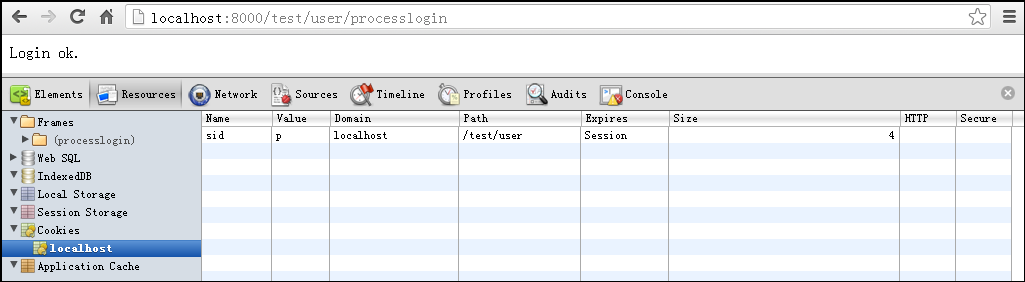 localhost:8000/test/user/processlogin
Login ok.
Elements Resources Network Sources Timeline Profiles Audits Console
Frames
(processlogin)
Web SQL
IndexedDB
Local Storage
Session Storage
Cookies
localhost
Application Cache
Name Value Domain Path Expires Size HTTP Secure
sid p localhost /test/user Session 4